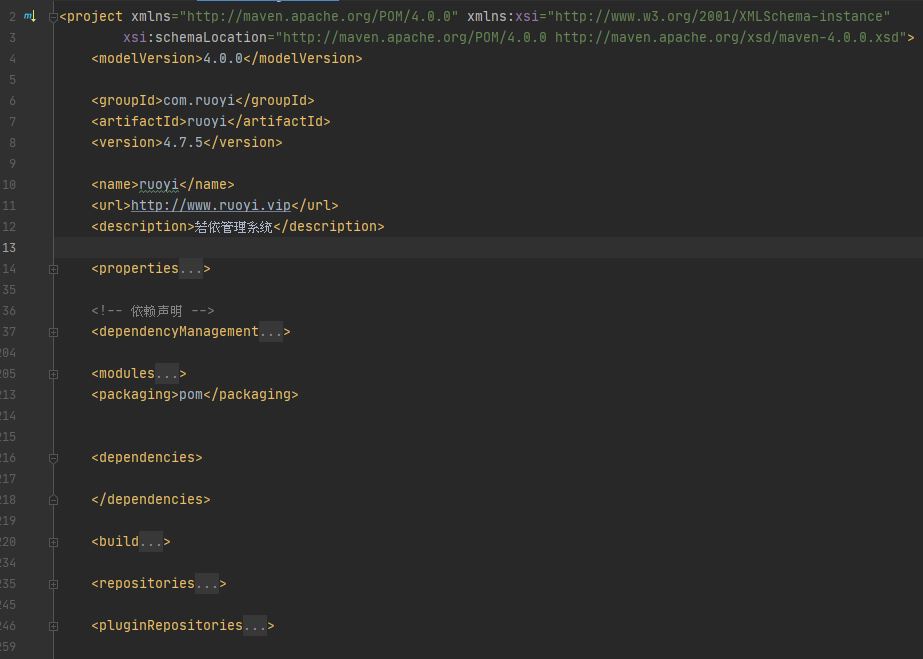 2 <project xmlns="http://maven.apache.org/POM/4.0.0" xmlns:xsi="http://www.w3.org/2001/XMLSchema-instance"
3 xsi:schemaLocation="http://maven.apache.org/POM/4.0.0 http://maven.apache.org/xsd/maven-4.0.0.xsd">
4 <modelVersion>4.0.0</modelVersion>
5
6 <groupId>com.ruoyi</groupId>
7 <artifactId>ruoyi</artifactId>
8 <version>4.7.5</version>
9
10 <name>ruoyi</name>
11 <url>http://www.ruoyi.vip</url>
12 <description>若依管理系统</description>
13
14 <properties...>
35
36 <!-- 依赖声明 -->
37 <dependencyManagement...>
204
205 <modules...>
213 <packaging>pom</packaging>
214
215
216 <dependencies>
217
218 </dependencies>
219
220 <build...>
234
235 <repositories...>
245
246 <pluginRepositories...>
259